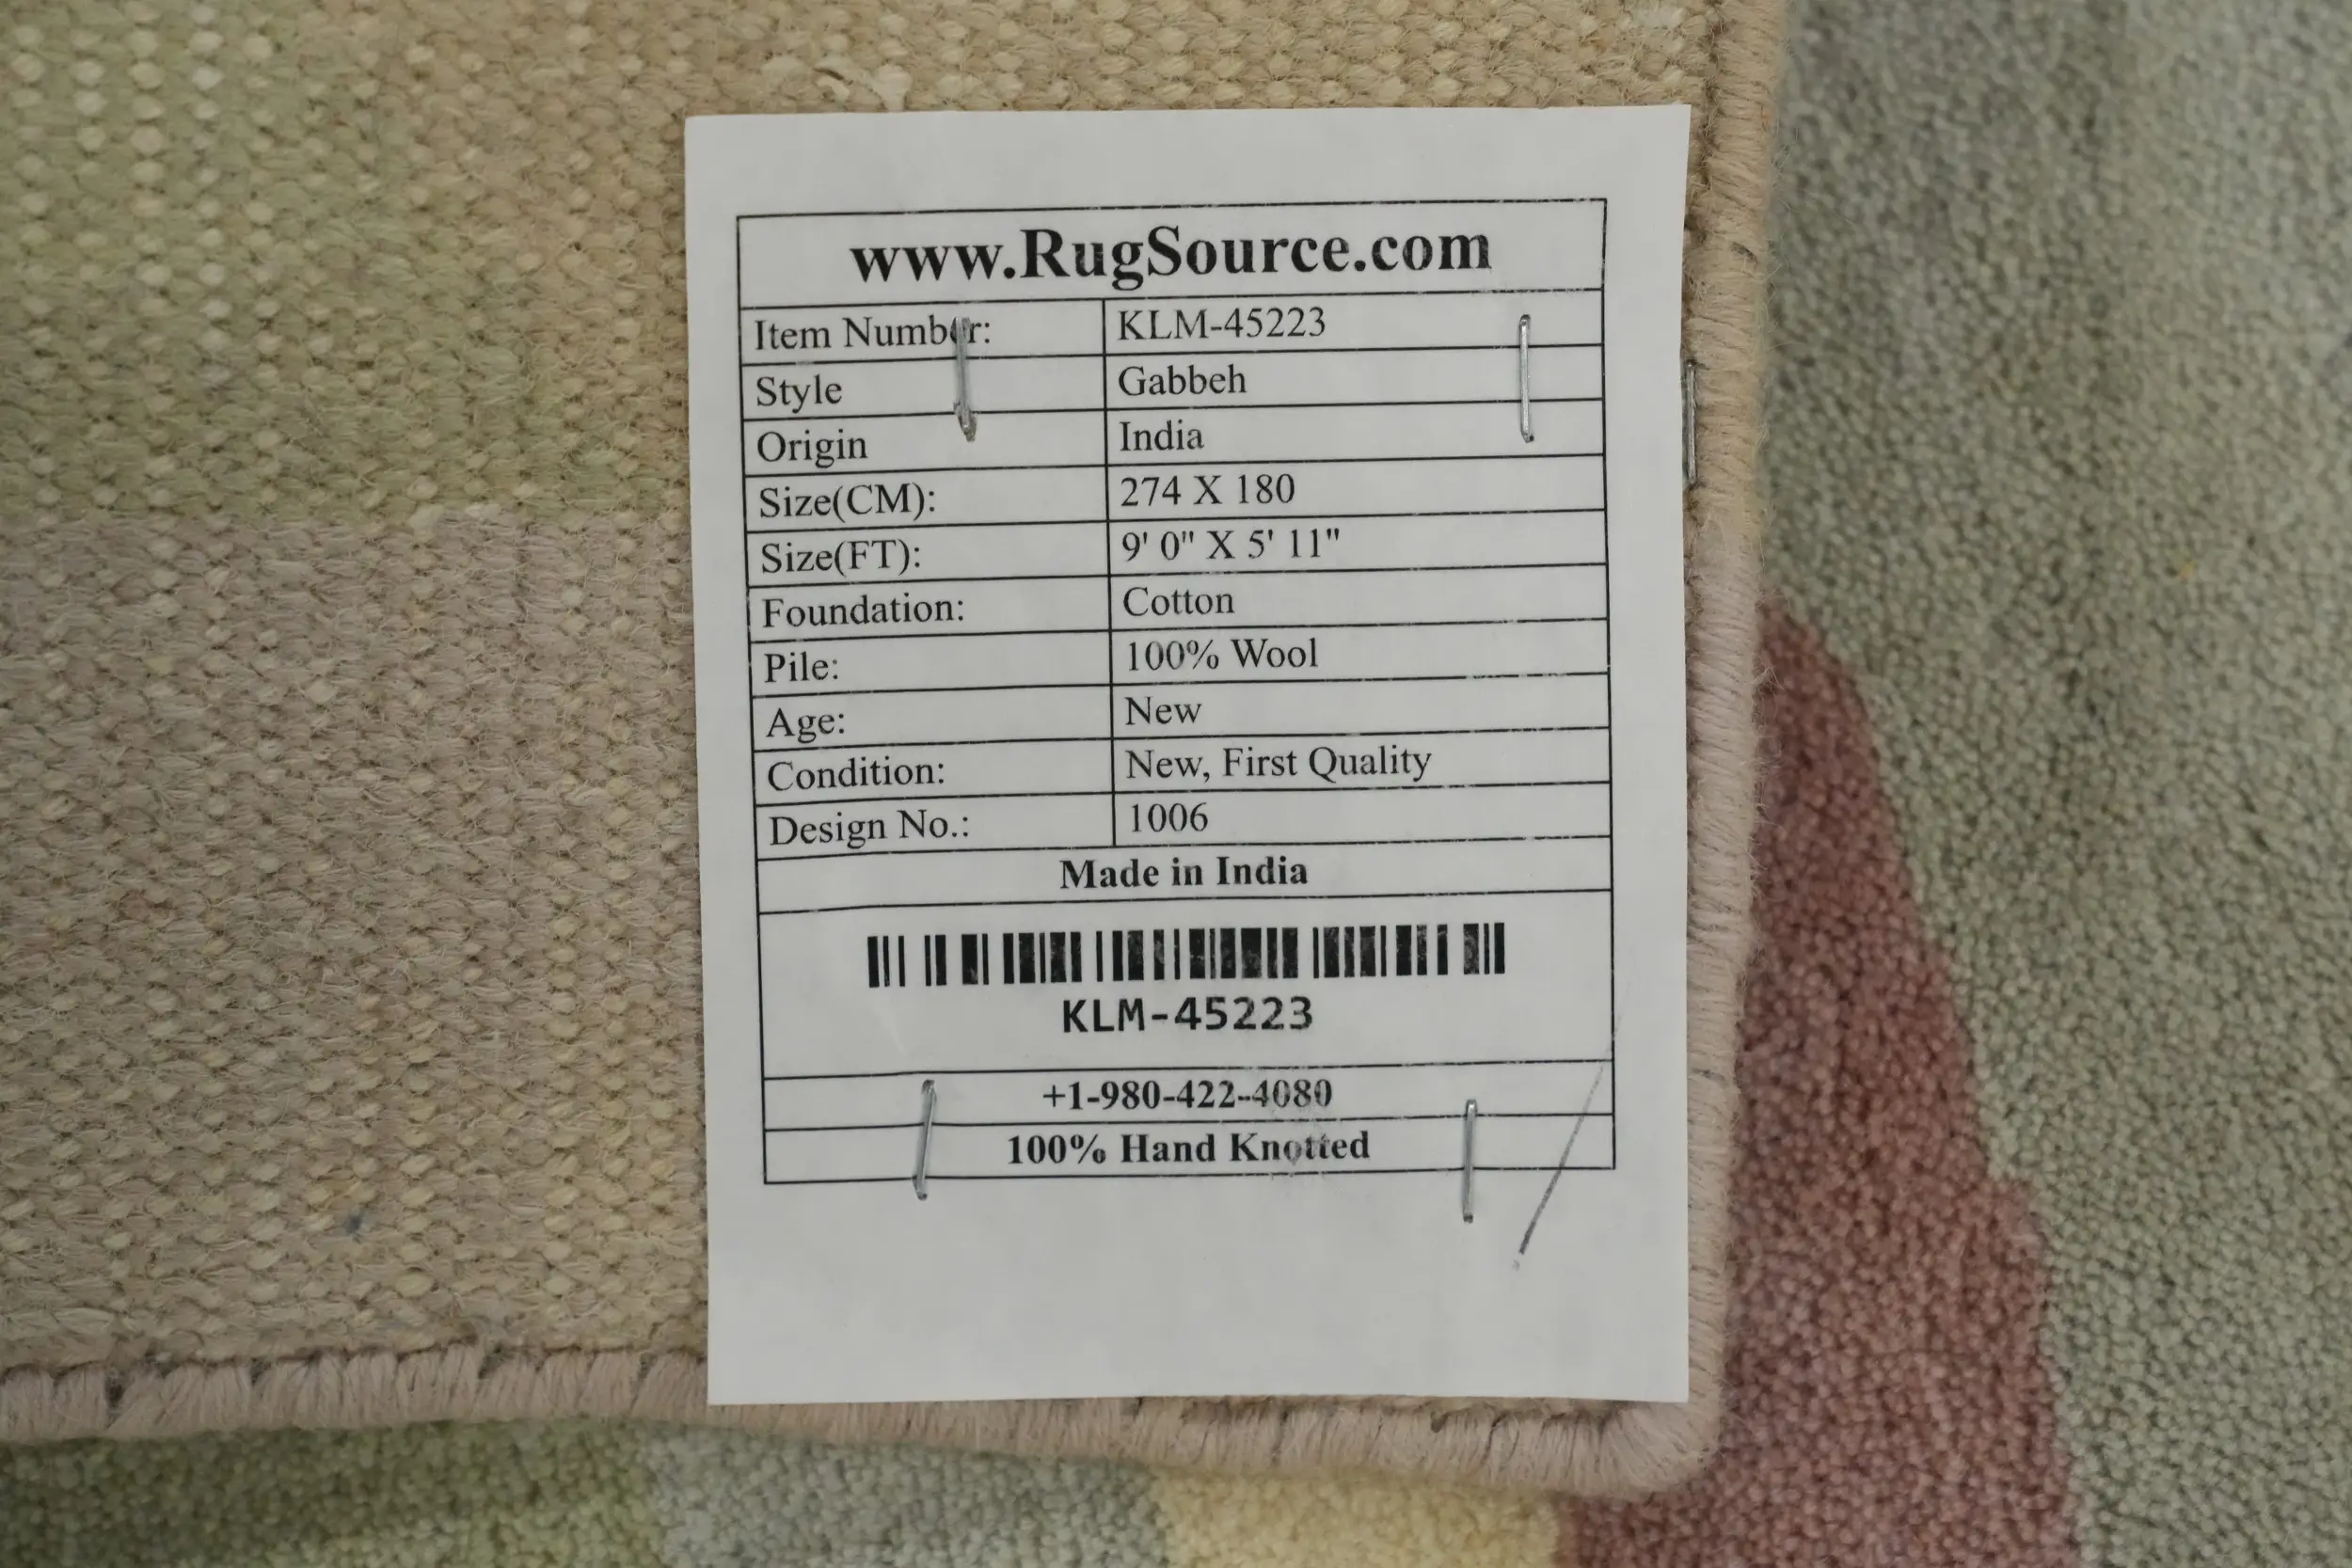 www.RugSource.com
Item Number: KLM-45223
Style Gabbeh
Origin India
Size(CM): 274 X 180
Size(FT): 9' 0" X 5' 11"
Foundation: Cotton
Pile: 100% Wool
Age: New
Condition: New, First Quality
Design No.: 1006
Made in India
KLM-45223
+1-980-422-4080
100% Hand Knotted